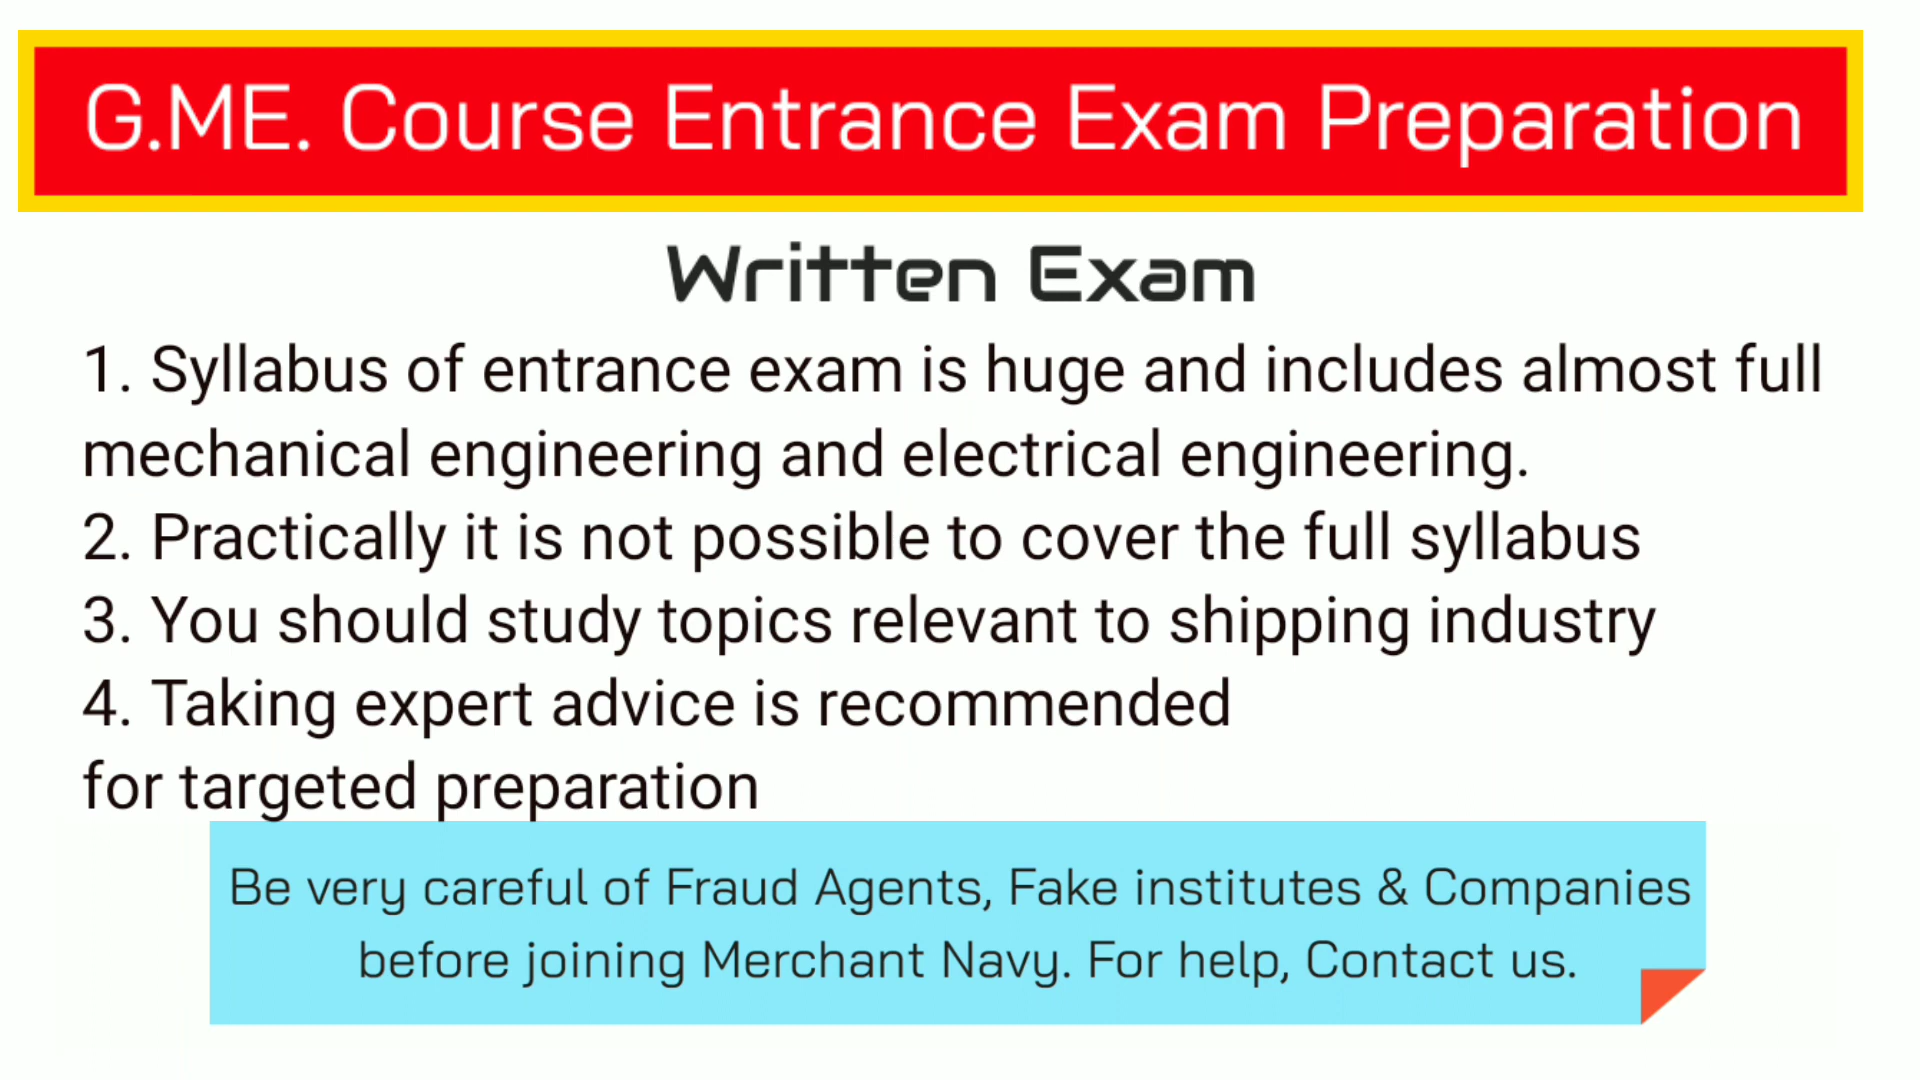 G.ME. Course Entrance Exam Preparation
Written Exam
1. Syllabus of entrance exam is huge and includes almost full
mechanical engineering and electrical engineering.
2. Practically it is not possible to cover the full syllabus
3. You should study topics relevant to shipping industry
4. Taking expert advice is recommended
for targeted preparation
Be very careful of Fraud Agents, Fake institutes & Companies
before joining Merchant Navy. For help, Contact us.